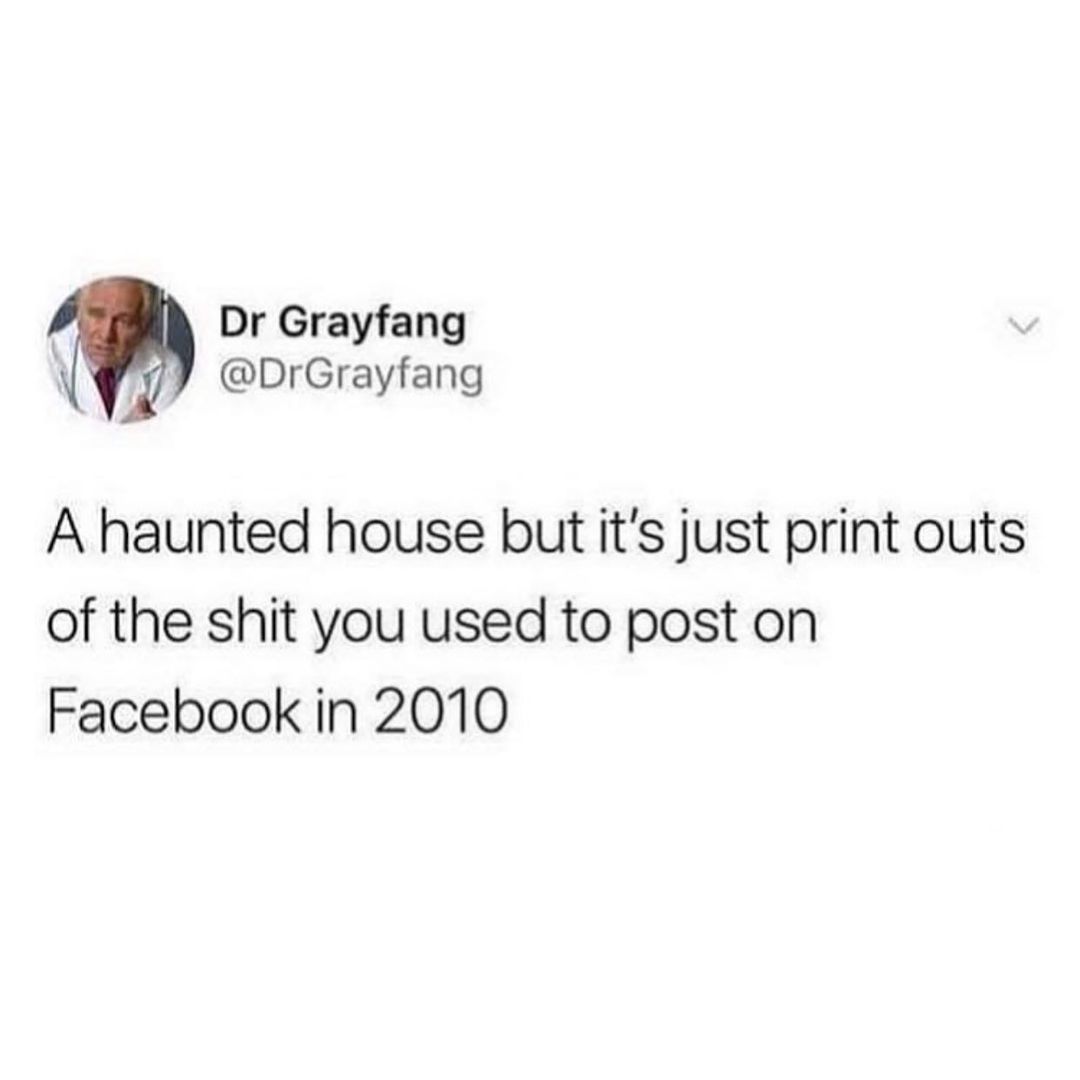 Dr Grayfang
@DrGrayfang
A haunted house but it's just print outs
of the shit you used to post on
Facebook in 2010